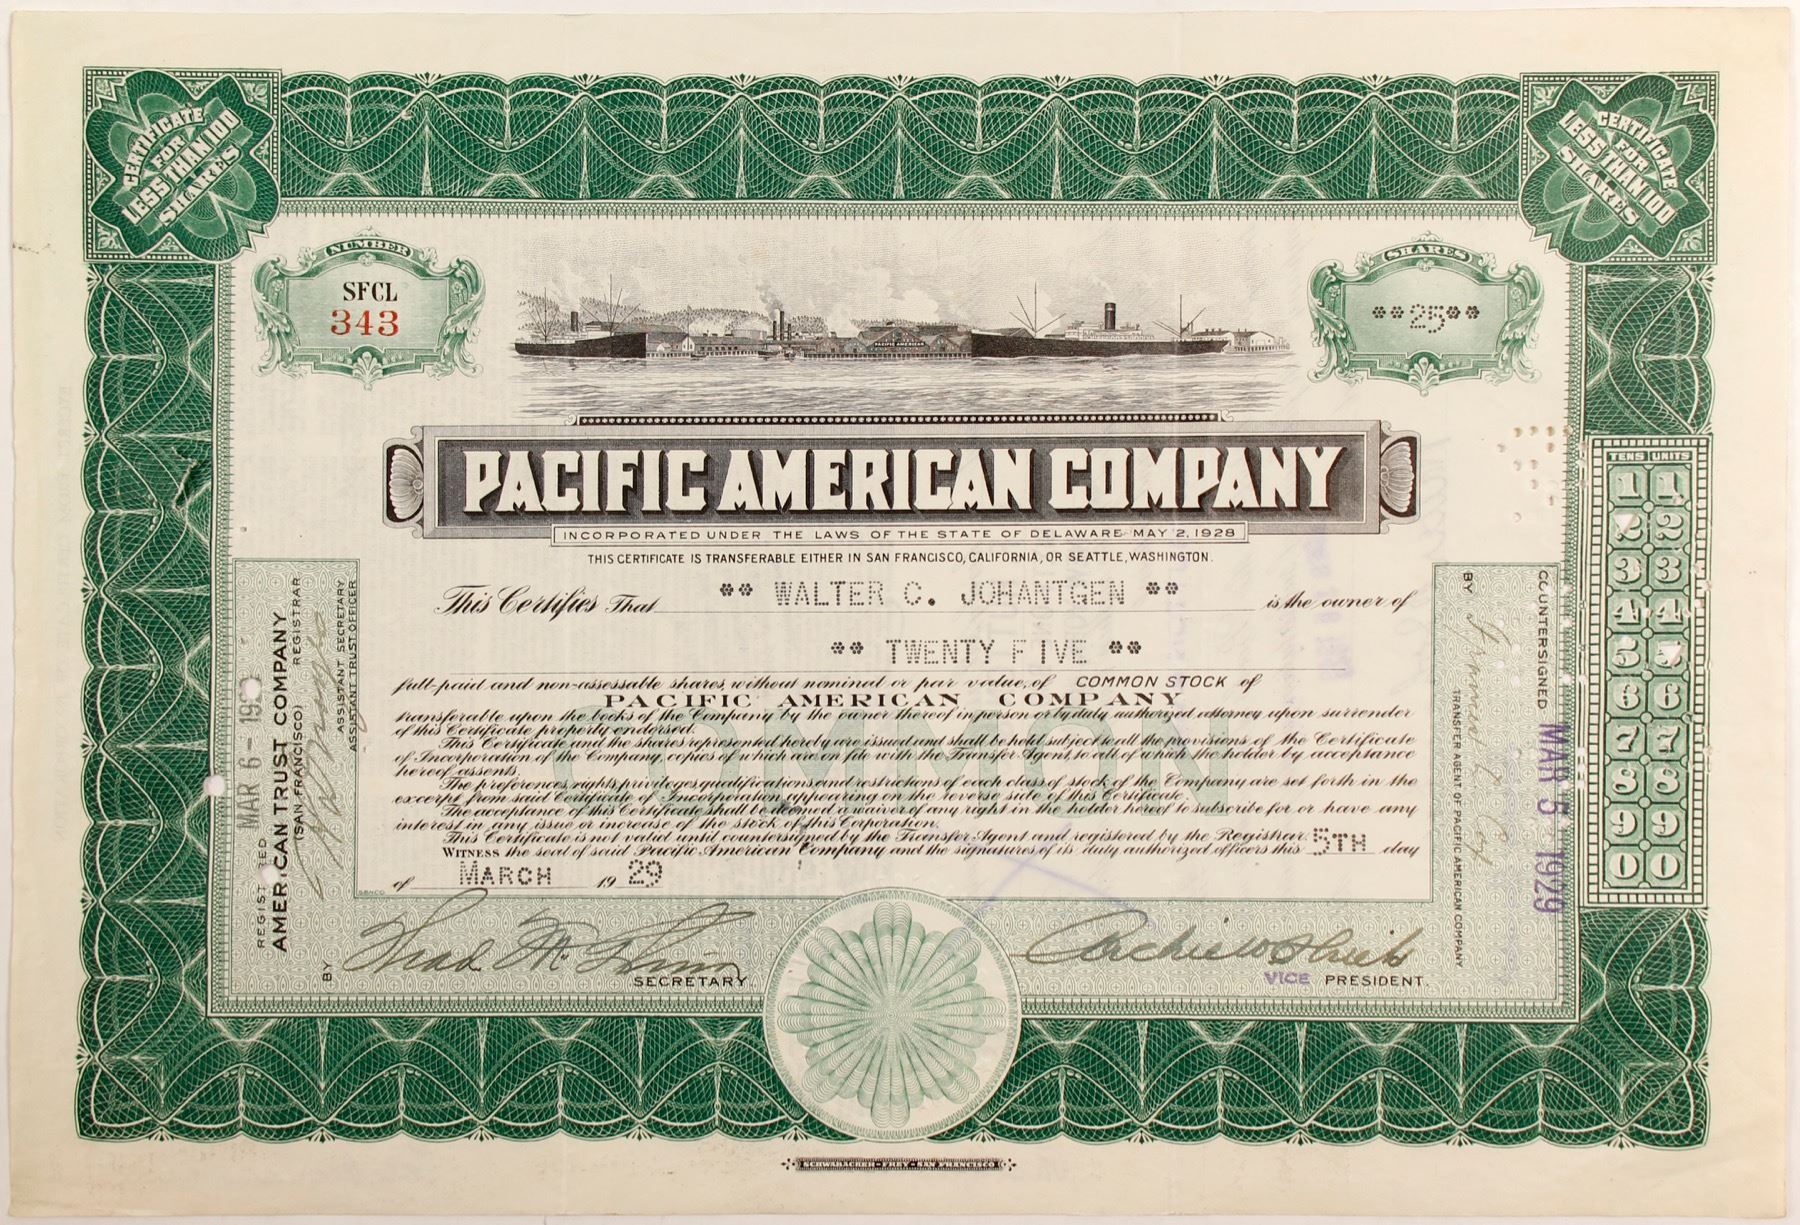 CERTIFICATE
FOR
LESS THAN 100
SHARES
CERTIFICATE
FOR
LESS THAN 100
SHARES
NUMBER
SFCL
343
SHARES
**25**
PACIFIC AMERICAN
PACIFIC AMERICAN COMPANY
INCORPORATED UNDER THE LAWS OF THE STATE OF DELAWARE MAY 2, 1928
THIS CERTIFICATE IS TRANSFERABLE EITHER IN SAN FRANCISCO, CALIFORNIA, OR SEATTLE, WASHINGTON.
This Certifies That ** WALTER C. JOHANTGEN ** is the owner of
** TWENTY FIVE **
full-paid and non-assessable shares, without nominal or par value, of COMMON STOCK of
PACIFIC AMERICAN COMPANY
transferable upon the books of the Company by the owner thereof in person or by duly authorized attorney upon surrender
of this Certificate properly endorsed.
This Certificate and the shares represented hereby are issued and shall be held subject to all the provisions of the Certificate
of Incorporation of the Company, copies of which are on file with the Transfer Agent, to all of which the holder by acceptance
hereof assents.
The preferences, rights, privileges, qualifications and restrictions of each class of stock of the Company are set forth in the
excerpt from said Certificate of Incorporation appearing on the reverse side of this Certificate.
The acceptance of this Certificate shall be deemed a waiver of any right in the holder hereof to subscribe for or have any
interest in any issue or increase of the stock of this Corporation.
This Certificate is not valid until countersigned by the Transfer Agent and registered by the Registrar.
WITNESS the seal of said Pacific American Company and the signatures of its duly authorized officers this 5TH day
of MARCH 19 29
SECRETARY.
VICE PRESIDENT.
REGISTERED MAR 6-
AMERICAN TRUST COMPANY
(SAN FRANCISCO) REGISTRAR
BY
ASSISTANT SECRETARY
ASSISTANT TRUST OFFICER
COUNTERSIGNED MAR 5 1929
BY
TRANSFER AGENT OF PACIFIC AMERICAN COMPANY
TENS UNITS
1 1
2 2
3 3
4 4
5 5
6 6
7 7
8 8
9 9
0 0
SCHWABACHER-FREY-SAN FRANCISCO